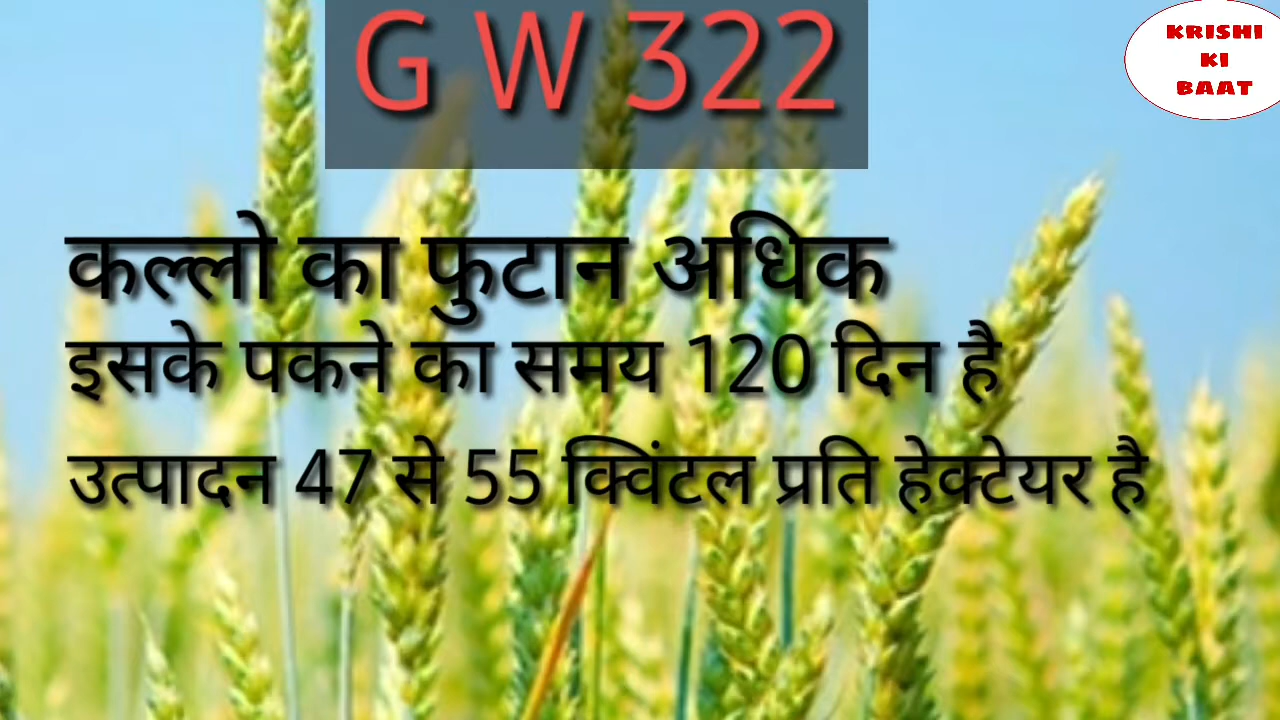 G W 322
KRISHI
KI
BAAT
कल्लो का फुटान अधिक
इसके पकने का समय 120 दिन है
उत्पादन 47 से 55 क्विंटल प्रति हेक्टेयर है